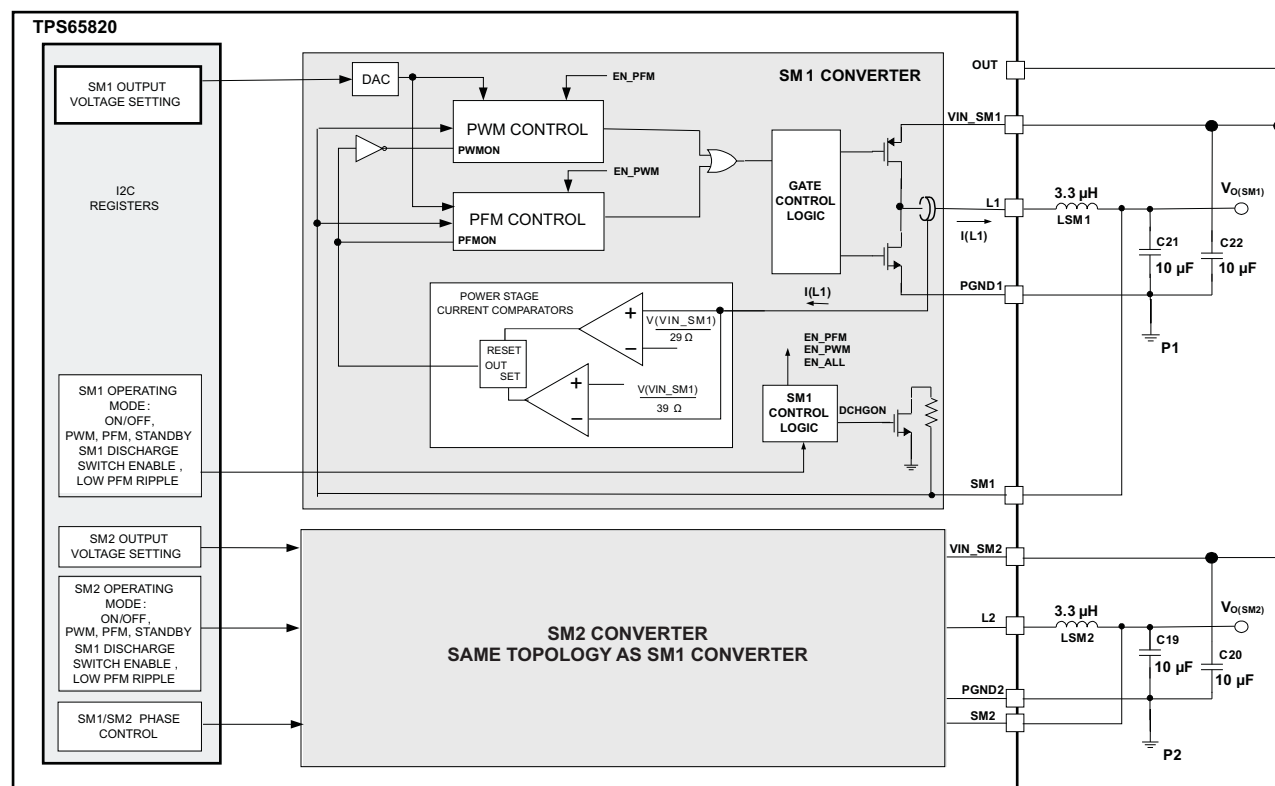 TPS65820
SM1 OUTPUT
VOLTAGE SETTING
I2C
REGISTERS
SM1 OPERATING
MODE:
ON/OFF,
PWM, PFM, STANDBY
SM1 DISCHARGE
SWITCH ENABLE ,
LOW PFM RIPPLE
SM2 OUTPUT
VOLTAGE SETTING
SM2 OPERATING
MODE:
ON/OFF,
PWM, PFM, STANDBY
SM1 DISCHARGE
SWITCH ENABLE ,
LOW PFM RIPPLE
SM1/SM2 PHASE
CONTROL
SM1 CONVERTER
DAC
EN_PFM
PWM CONTROL
PWMON
EN_PWM
PFM CONTROL
PFMON
GATE
CONTROL
LOGIC
POWER STAGE
CURRENT COMPARATORS
RESET
OUT
SET
+
−
V(VIN_SM1)
29 Ω
+
−
V(VIN_SM1)
39 Ω
I(L1)
EN_PFM
EN_PWM
EN_ALL
SM1
CONTROL
LOGIC
DCHGON
SM2 CONVERTER
SAME TOPOLOGY AS SM1 CONVERTER
OUT
VIN_SM1
L1
I(L1)
PGND1
SM1
VIN_SM2
L2
PGND2
SM2
3.3 µH
LSM1
VO(SM1)
C21
10 µF
C22
10 µF
P1
3.3 µH
LSM2
VO(SM2)
C19
10 µF
C20
10 µF
P2